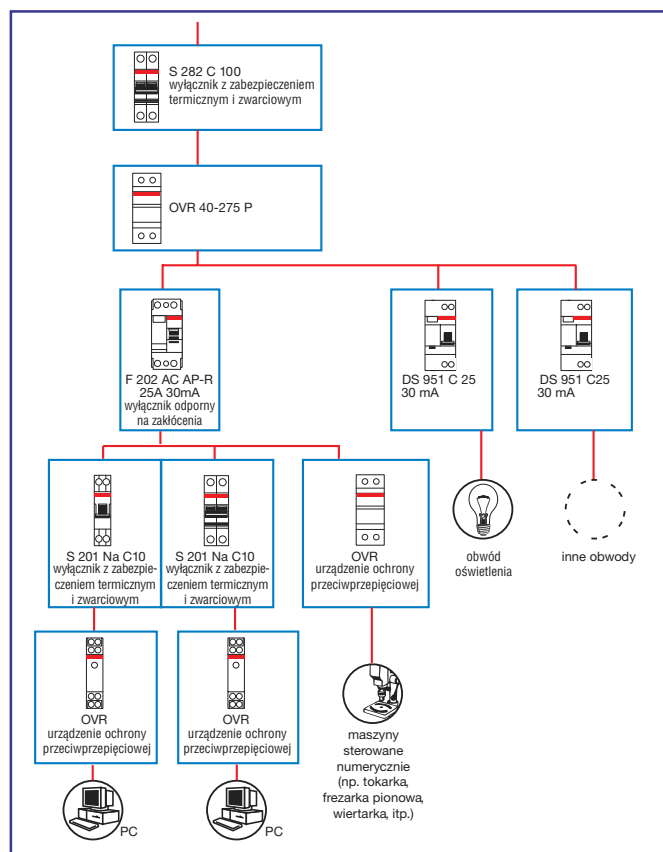 S 282 C 100
wyłącznik z zabezpieczeniem
termicznym i zwarciowym
OVR 40-275 P
F 202 AC AP-R
25A 30mA
wyłącznik odporny
na zakłócenia
DS 951 C 25
30 mA
DS 951 C25
30 mA
S 201 Na C10
wyłącznik z zabezpie-
czeniem termicznym
i zwarciowym
S 201 Na C10
wyłącznik z zabezpie-
czeniem termicznym
i zwarciowym
OVR
urządzenie ochrony
przeciwprzepięciowej
obwód
oświetlenia
inne obwody
OVR
urządzenie ochrony
przeciwprzepięciowej
OVR
urządzenie ochrony
przeciwprzepięciowej
maszyny
sterowane
numerycznie
(np. tokarka,
frezarka pionowa,
wiertarka, itp.)
PC
PC